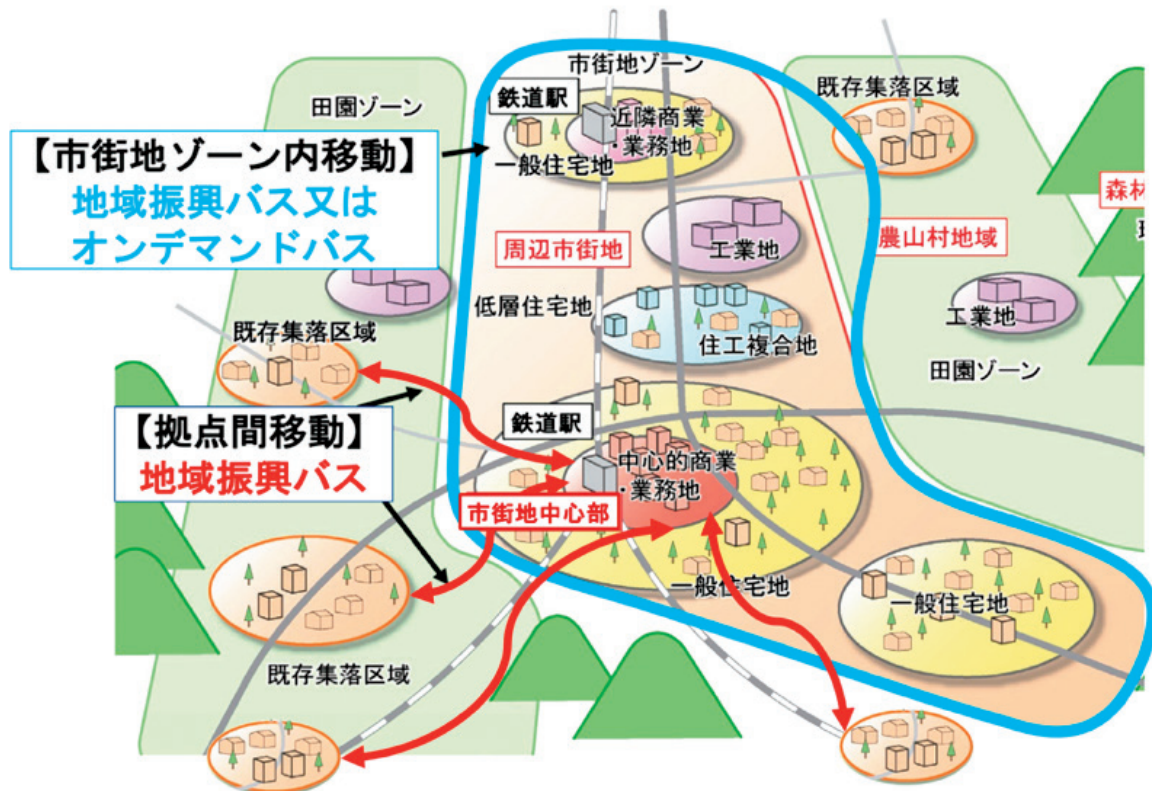 市街地ゾーン
田園ゾーン
鉄道駅
近隣商業
・業務地
一般住宅地
既存集落区域
【市街地ゾーン内移動】
地域振興バス又は
オンデマンドバス
森林
周辺市街地
工業地
農山村地域
低層住宅地
工業地
既存集落区域
住工複合地
田園ゾーン
【拠点間移動】
地域振興バス
鉄道駅
中心的商業
・業務地
市街地中心部
一般住宅地
一般住宅地
既存集落区域